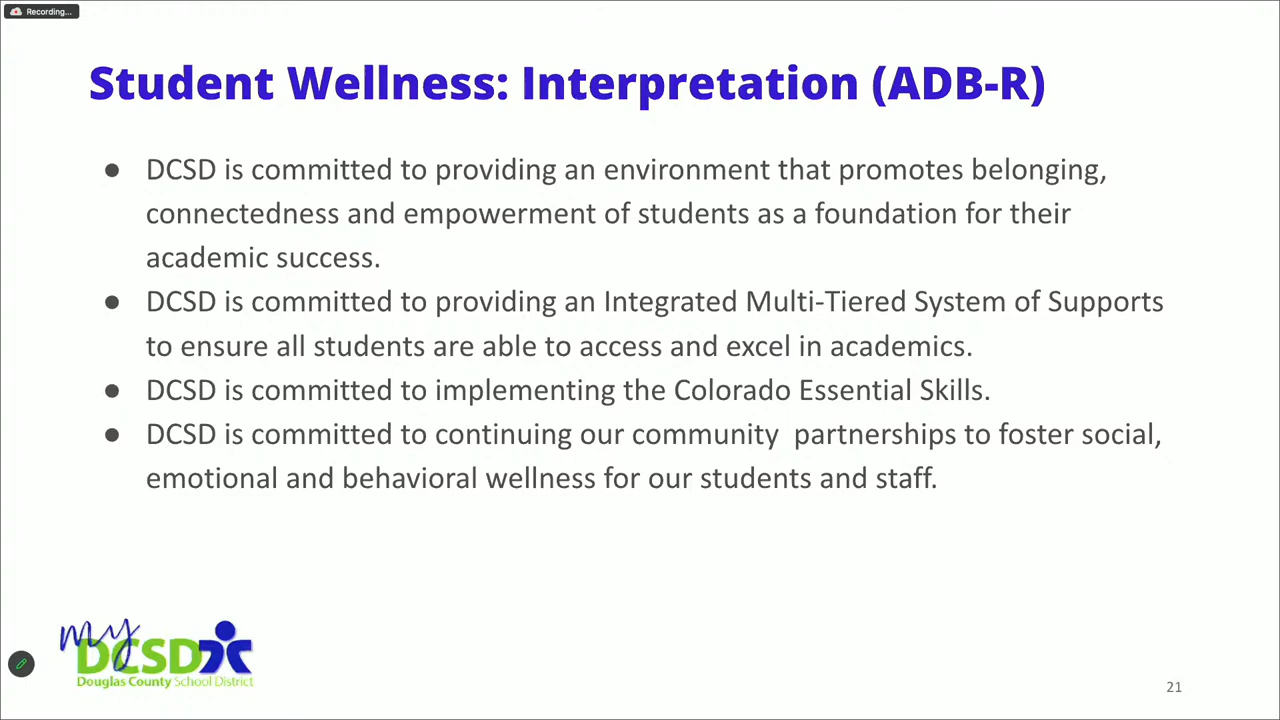 Recording...
Student Wellness: Interpretation (ADB-R)
● DCSD is committed to providing an environment that promotes belonging,
connectedness and empowerment of students as a foundation for their
academic success.
● DCSD is committed to providing an Integrated Multi-Tiered System of Supports
to ensure all students are able to access and excel in academics.
● DCSD is committed to implementing the Colorado Essential Skills.
● DCSD is committed to continuing our community  partnerships to foster social,
emotional and behavioral wellness for our students and staff.
my
DCSD
Douglas County School District
21